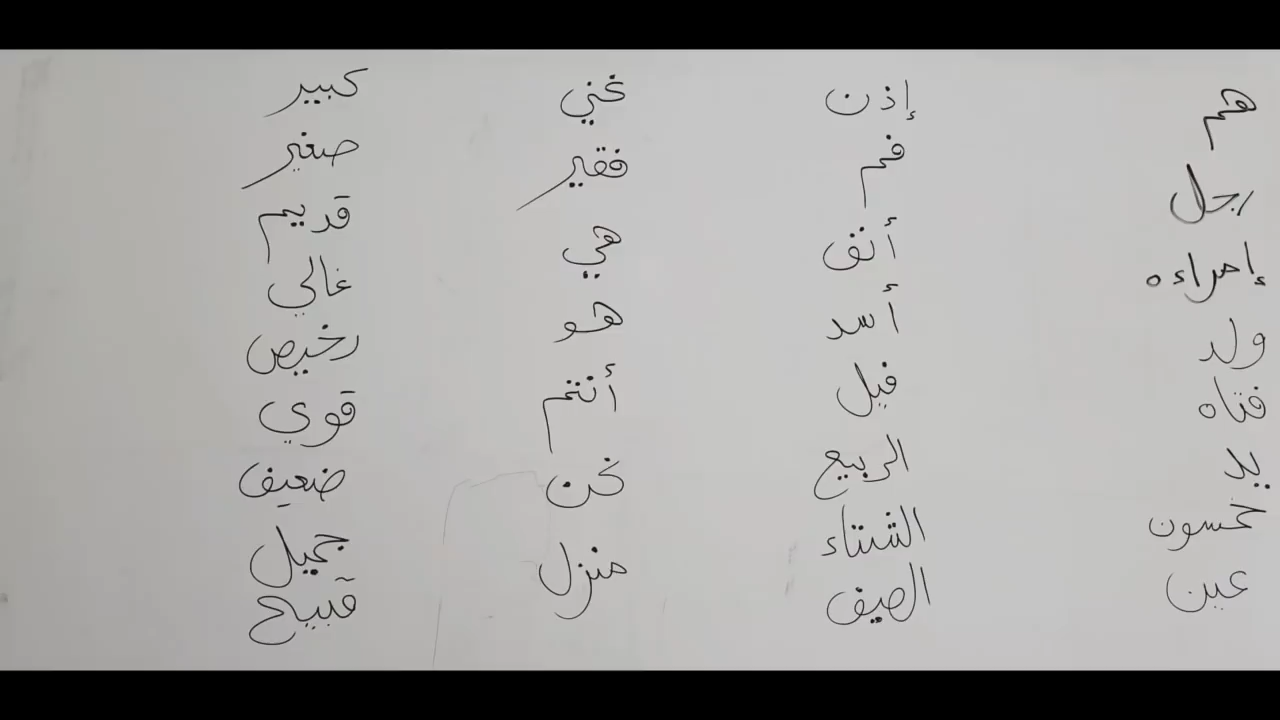 هم
رجل
إمراءه
ولد
فتاه
يد
خمسون
عين
إذن
فم
أنف
أسد
فيل
الربيع
الشتاء
الصيف
غني
فقير
هي
هو
أنتم
نحن
منزل
كبير
صغير
قديم
غالي
رخيص
قوي
ضعيف
جميل
قبيح